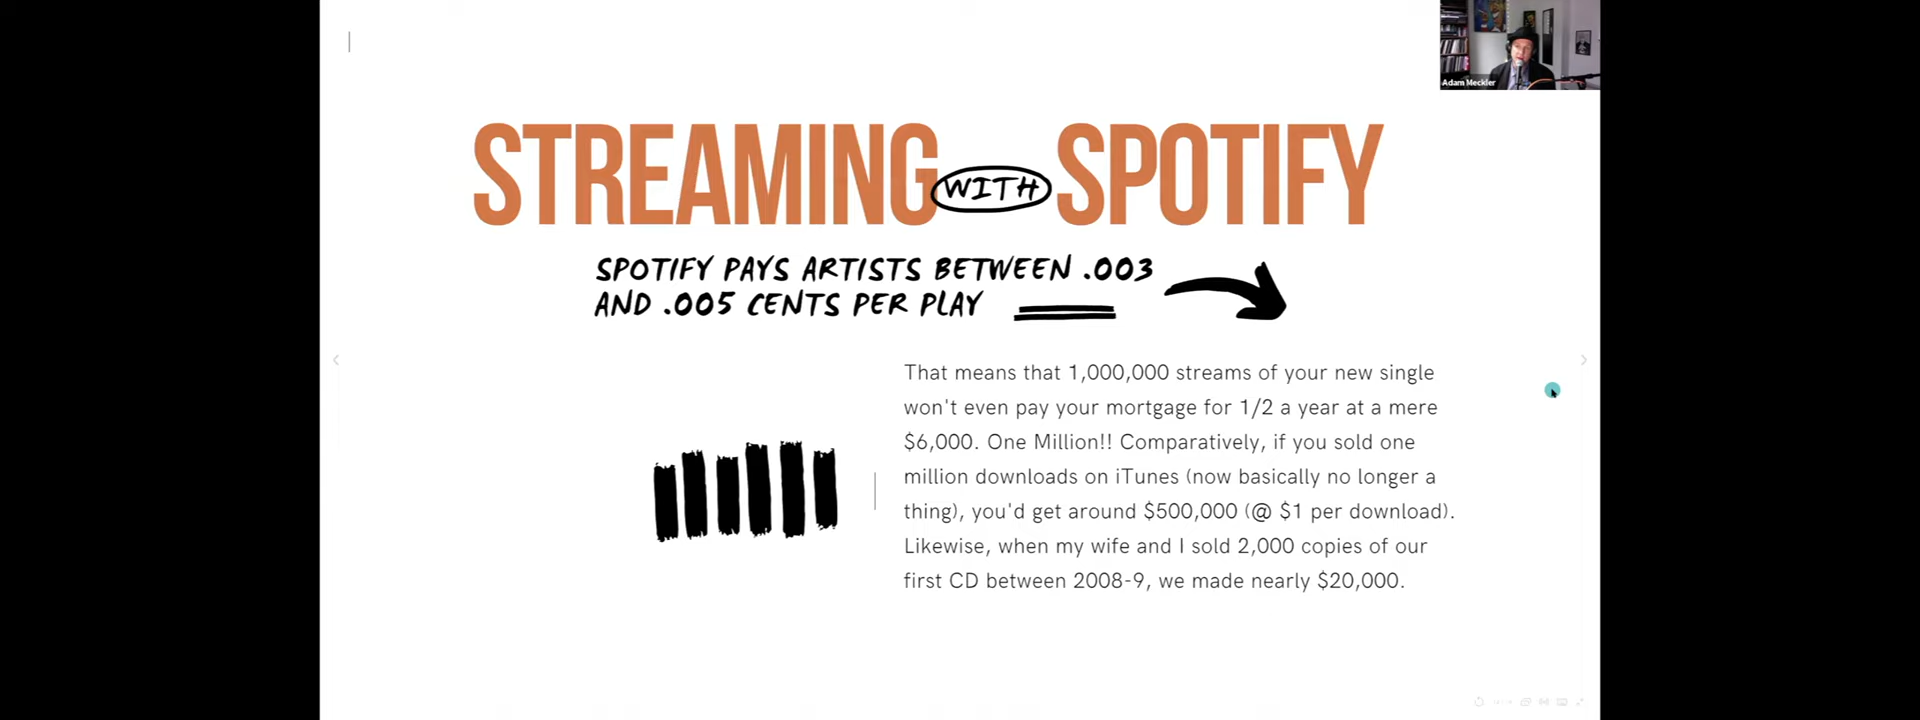 Adam Meckler
STREAMING WITH SPOTIFY
SPOTIFY PAYS ARTISTS BETWEEN .003
AND .005 CENTS PER PLAY
That means that 1,000,000 streams of your new single
won't even pay your mortgage for 1/2 a year at a mere
$6,000. One Million!! Comparatively, if you sold one
million downloads on iTunes (now basically no longer a
thing), you'd get around $500,000 (@ $1 per download).
Likewise, when my wife and I sold 2,000 copies of our
first CD between 2008-9, we made nearly $20,000.